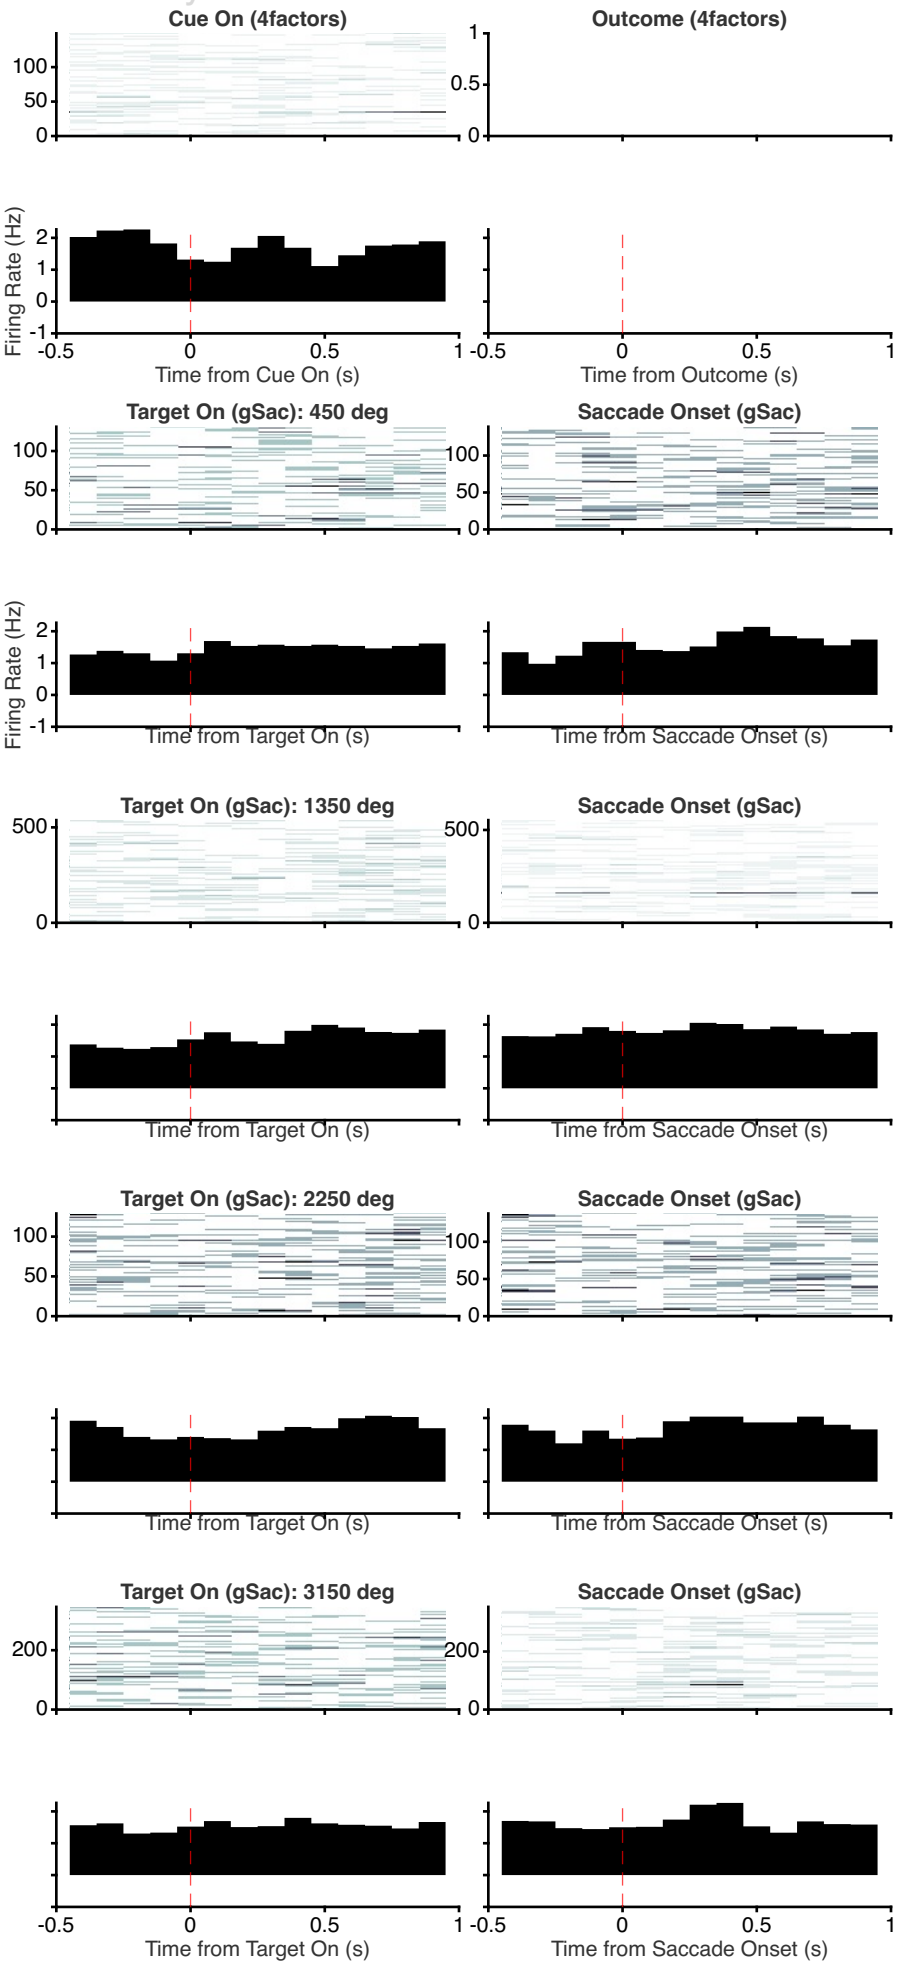 Cue On (4factors)
Outcome (4factors)
100
50
0
1
0.5
0
Firing Rate (Hz)
2
1
0
-1
-0.5 0 0.5 1
-0.5 0 0.5 1
Time from Cue On (s)
Time from Outcome (s)
Target On (gSac): 450 deg
Saccade Onset (gSac)
100
50
0
100
50
0
Firing Rate (Hz)
2
1
0
-1
Time from Target On (s)
Time from Saccade Onset (s)
Target On (gSac): 1350 deg
Saccade Onset (gSac)
500
0
500
0
Time from Target On (s)
Time from Saccade Onset (s)
Target On (gSac): 2250 deg
Saccade Onset (gSac)
100
50
0
100
50
0
Time from Target On (s)
Time from Saccade Onset (s)
Target On (gSac): 3150 deg
Saccade Onset (gSac)
200
0
200
0
-0.5 0 0.5 1
-0.5 0 0.5 1
Time from Target On (s)
Time from Saccade Onset (s)